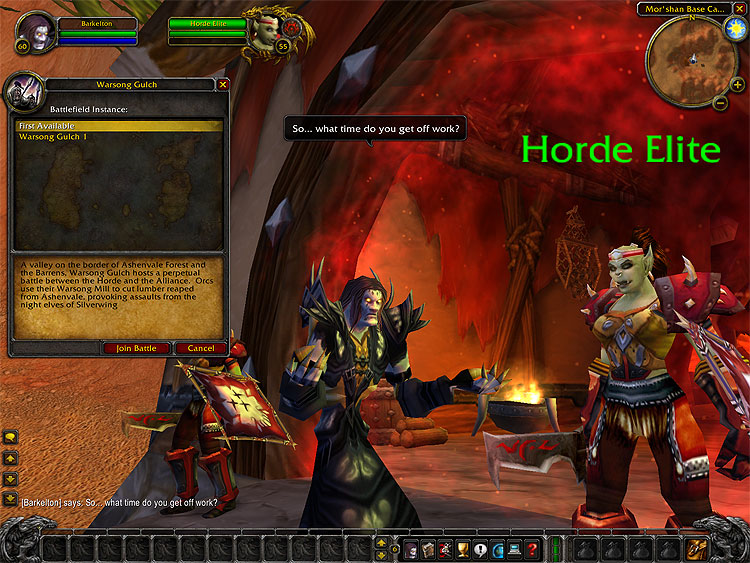 Barkelton
60
Horde Elite
55
Mor'shan Base Ca...
N
Warsong Gulch
Battlefield Instance:
First Available
Warsong Gulch 1
A valley on the border of Ashenvale Forest and
the Barrens, Warsong Gulch hosts a perpetual
battle between the Horde and the Alliance. Orcs
use their Warsong Mill to cut lumber reaped
from Ashenvale, provoking assaults from the
night elves of Silverwing
Join Battle
Cancel
So... what time do you get off work?
Horde Elite
[Barkelton] says: So... what time do you get off work?